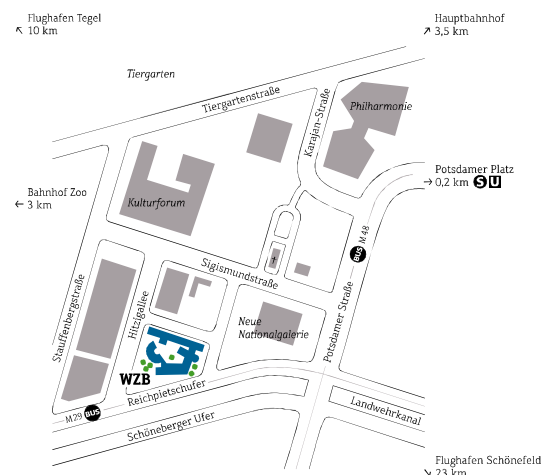 Flughafen Tegel
↖ 10 km
Hauptbahnhof
↗ 3,5 km
Tiergarten
Tiergartenstraße
Karajan-Straße
Philharmonie
Potsdamer Platz
→ 0,2 km S U
Bahnhof Zoo
← 3 km
Kulturforum
BUS M48
Sigismundstraße
Stauffenbergstraße
Hitzigallee
Neue
Nationalgalerie
Potsdamer Straße
WZB
Reichpietschufer
M29 BUS
Landwehrkanal
Schöneberger Ufer
Flughafen Schönefeld
↘ 23 km